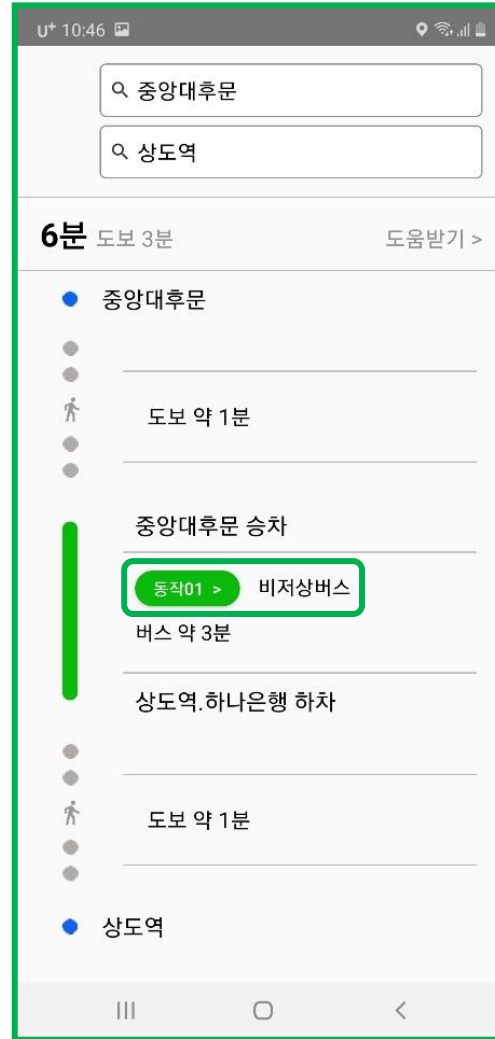 U+ 10:46
중앙대후문
상도역
6분 도보 3분 도움받기 >
중앙대후문
도보 약 1분
중앙대후문 승차
동작01 > 비저상버스
버스 약 3분
상도역.하나은행 하차
도보 약 1분
상도역